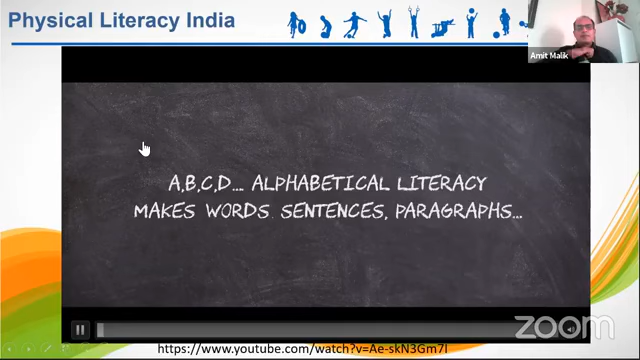 Physical Literacy India
Amit Malik
A,B,C,D.... ALPHABETICAL LITERACY
MAKES WORDS. SENTENCES, PARAGRAPHS...
zoom
https://www.youtube.com/watch?v=Ae-skN3Gm7I